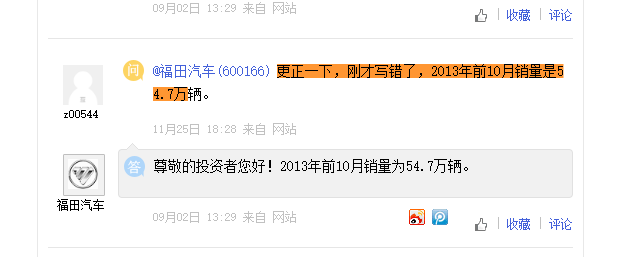 09月02日 13:29 来自 网站
收藏 评论
问 @福田汽车(600166) 更正一下，刚才写错了，2013年前10月销量是5
4.7万辆。
z00544
11月25日 18:28 来自 网站
答 尊敬的投资者您好！2013年前10月销量为54.7万辆。
福田汽车
09月02日 13:29 来自 网站
收藏 评论